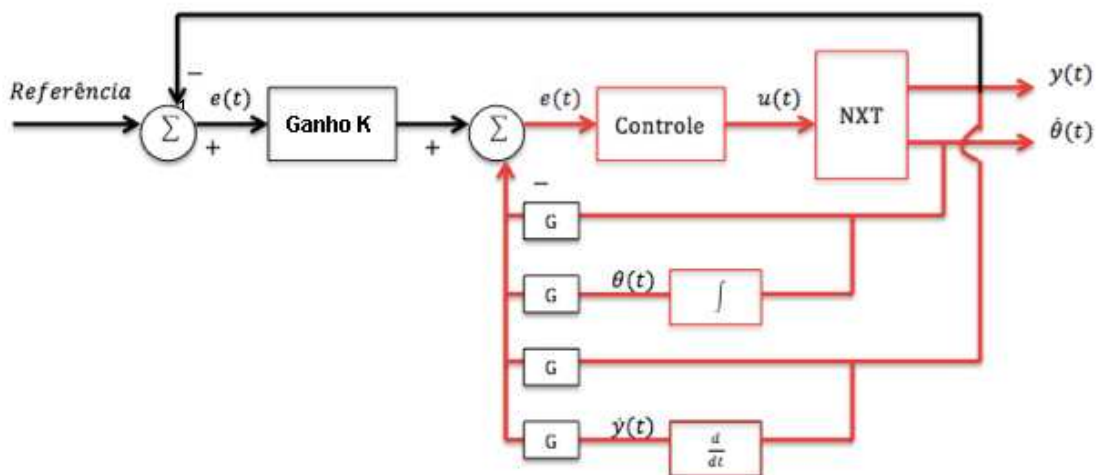 Referência
−
Σ
+
e(t)
Ganho K
+
Σ
−
e(t)
Controle
u(t)
NXT
y(t)
θ̇(t)
G
G
θ(t)
∫
G
G
ẏ(t)
d/dt